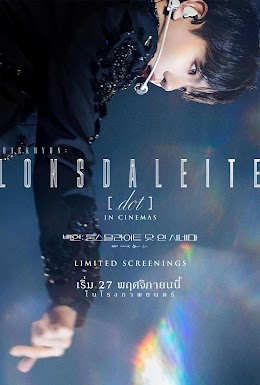 BAEKHYUN:
LONSDALEITE
[dot]
IN CINEMAS
백현: 론스달라이트 닷 인 시네마
LIMITED SCREENINGS
เริ่ม 27 พฤศจิกายนนี้
ในโรงภาพยนตร์